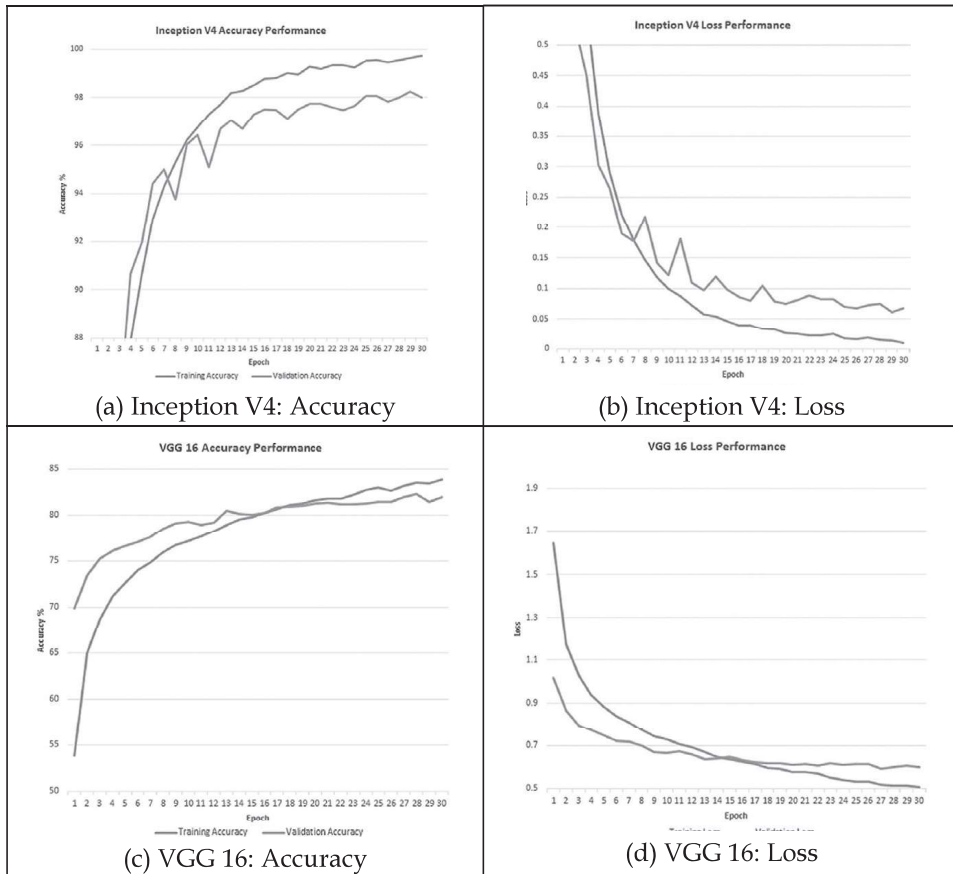 Inception V4 Accuracy Performance
100
98
96
94
92
90
88
Accuracy %
1 2 3 4 5 6 7 8 9 10 11 12 13 14 15 16 17 18 19 20 21 22 23 24 25 26 27 28 29 30
Epoch
Training Accuracy Validation Accuracy
(a) Inception V4: Accuracy
Inception V4 Loss Performance
0.5
0.45
0.4
0.35
0.3
0.25
0.2
0.15
0.1
0.05
0
1 2 3 4 5 6 7 8 9 10 11 12 13 14 15 16 17 18 19 20 21 22 23 24 25 26 27 28 29 30
Epoch
(b) Inception V4: Loss
VGG 16 Accuracy Performance
85
80
75
70
65
60
55
50
Accuracy %
1 2 3 4 5 6 7 8 9 10 11 12 13 14 15 16 17 18 19 20 21 22 23 24 25 26 27 28 29 30
Epoch
Training Accuracy Validation Accuracy
(c) VGG 16: Accuracy
VGG 16 Loss Performance
1.9
1.7
1.5
1.3
1.1
0.9
0.7
0.5
Loss
1 2 3 4 5 6 7 8 9 10 11 12 13 14 15 16 17 18 19 20 21 22 23 24 25 26 27 28 29 30
Epoch
(d) VGG 16: Loss